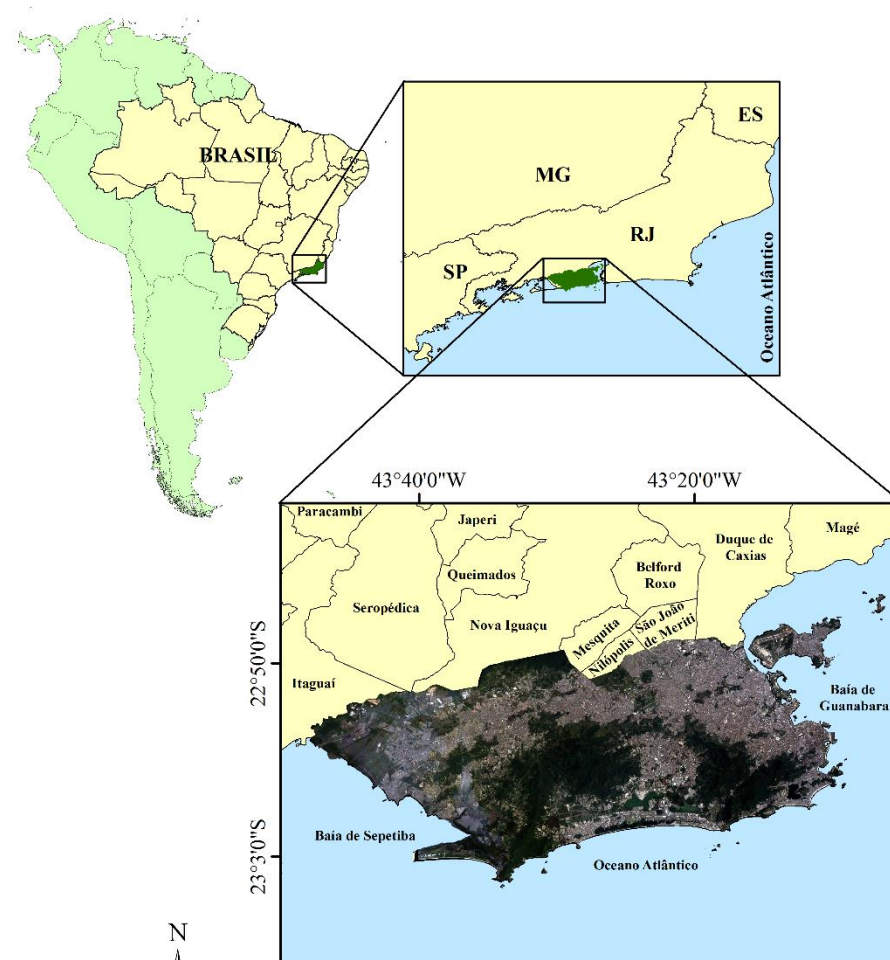 BRASIL
ES
MG
RJ
SP
Oceano Atlântico
43°40'0"W
43°20'0"W
Paracambi
Japeri
Magé
Duque de
Caxias
Queimados
Belford
Roxo
Seropédica
Nova Iguaçu
Mesquita
Nilópolis
São João
de Meriti
22°50'0"S
Itaguaí
Baía de
Guanabara
23°3'0"S
Baía de Sepetiba
Oceano Atlântico
N